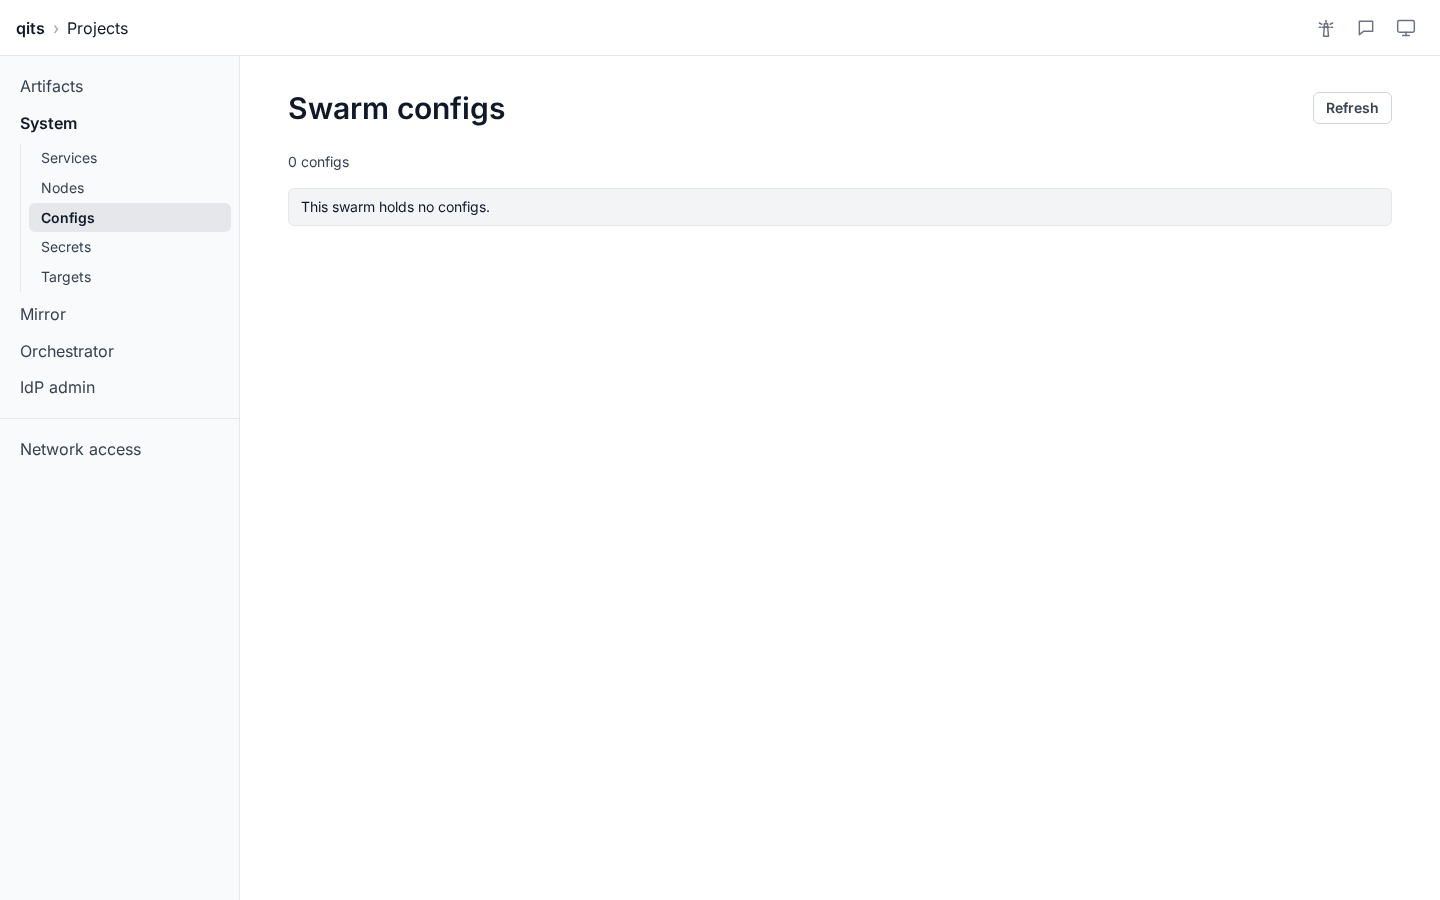 qits › Projects
Artifacts
System
Services
Nodes
Configs
Secrets
Targets
Mirror
Orchestrator
IdP admin
Network access
Swarm configs
Refresh
0 configs
This swarm holds no configs.